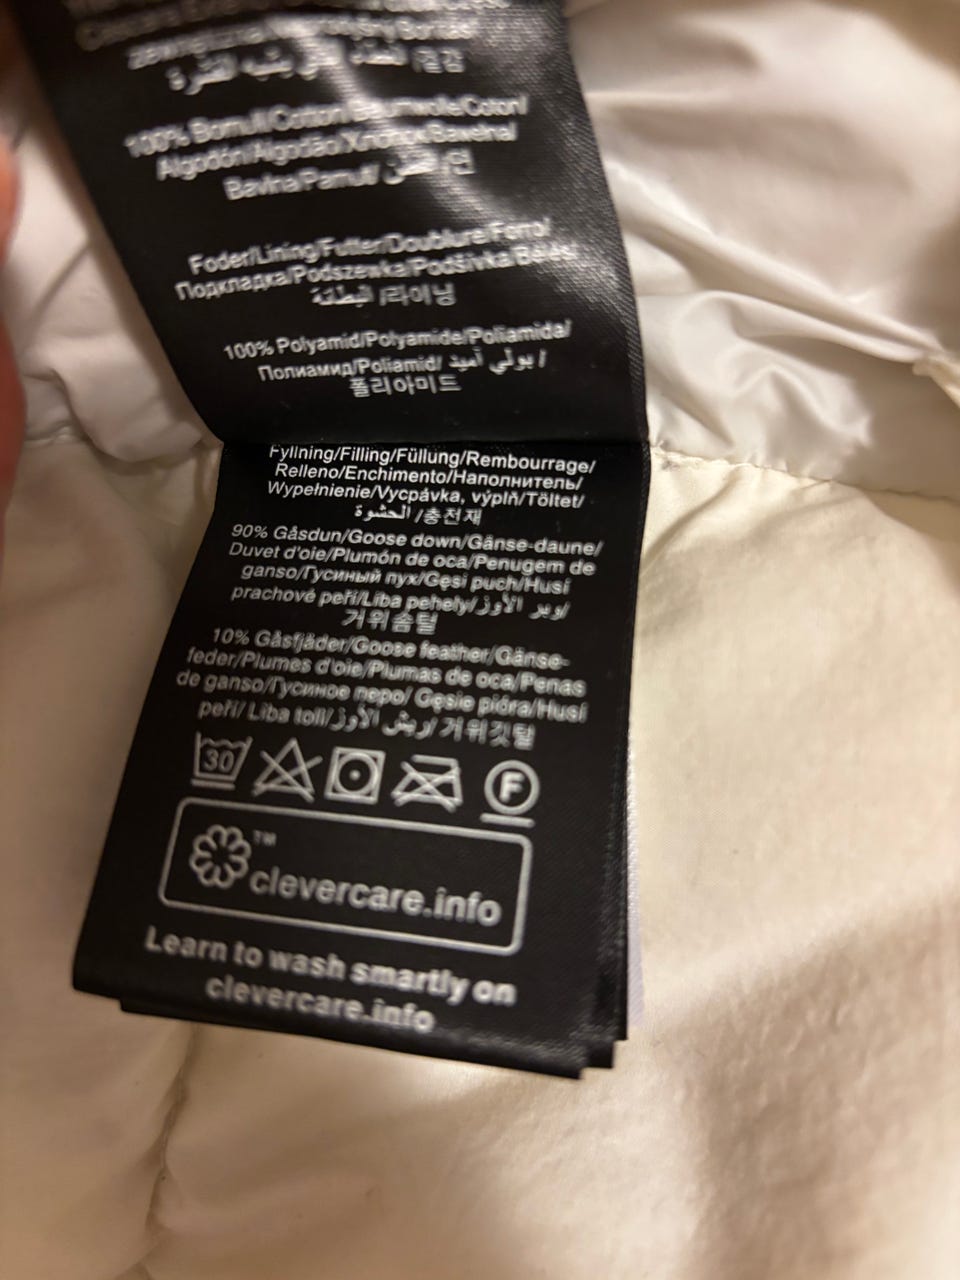 100% Bomull/Cotton/Baumwolle/Coton/
Algodón/Algodão/Хлопок/Bawełna/
Bavlna/Pamut/ قطن /면
Foder/Lining/Futter/Doublure/Forro/
Подкладка/Podszewka/Podšívka/Bélés/
البطانة /라이닝
100% Polyamid/Polyamide/Poliamida/
Полиамид/Poliamid/ بولي أميد /
폴리아미드
Fyllning/Filling/Füllung/Rembourrage/
Relleno/Enchimento/Наполнитель/
Wypełnienie/Vycpávka, výplň/Töltet/
الحشوة /충전재
90% Gåsdun/Goose down/Gänse-daune/
Duvet d'oie/Plumón de oca/Penugem de
ganso/Гусиный пух/Gęsi puch/Husí
prachové peří/Liba pehely/وبر الأوز/
거위솜털
10% Gåsfjäder/Goose feather/Gänse-
feder/Plumes d'oie/Plumas de oca/Penas
de ganso/Гусиное перо/ Gęsie pióra/Husí
peří/ Liba toll/ريش الأوز/ 거위깃털
30 F
TM
clevercare.info
Learn to wash smartly on
clevercare.info